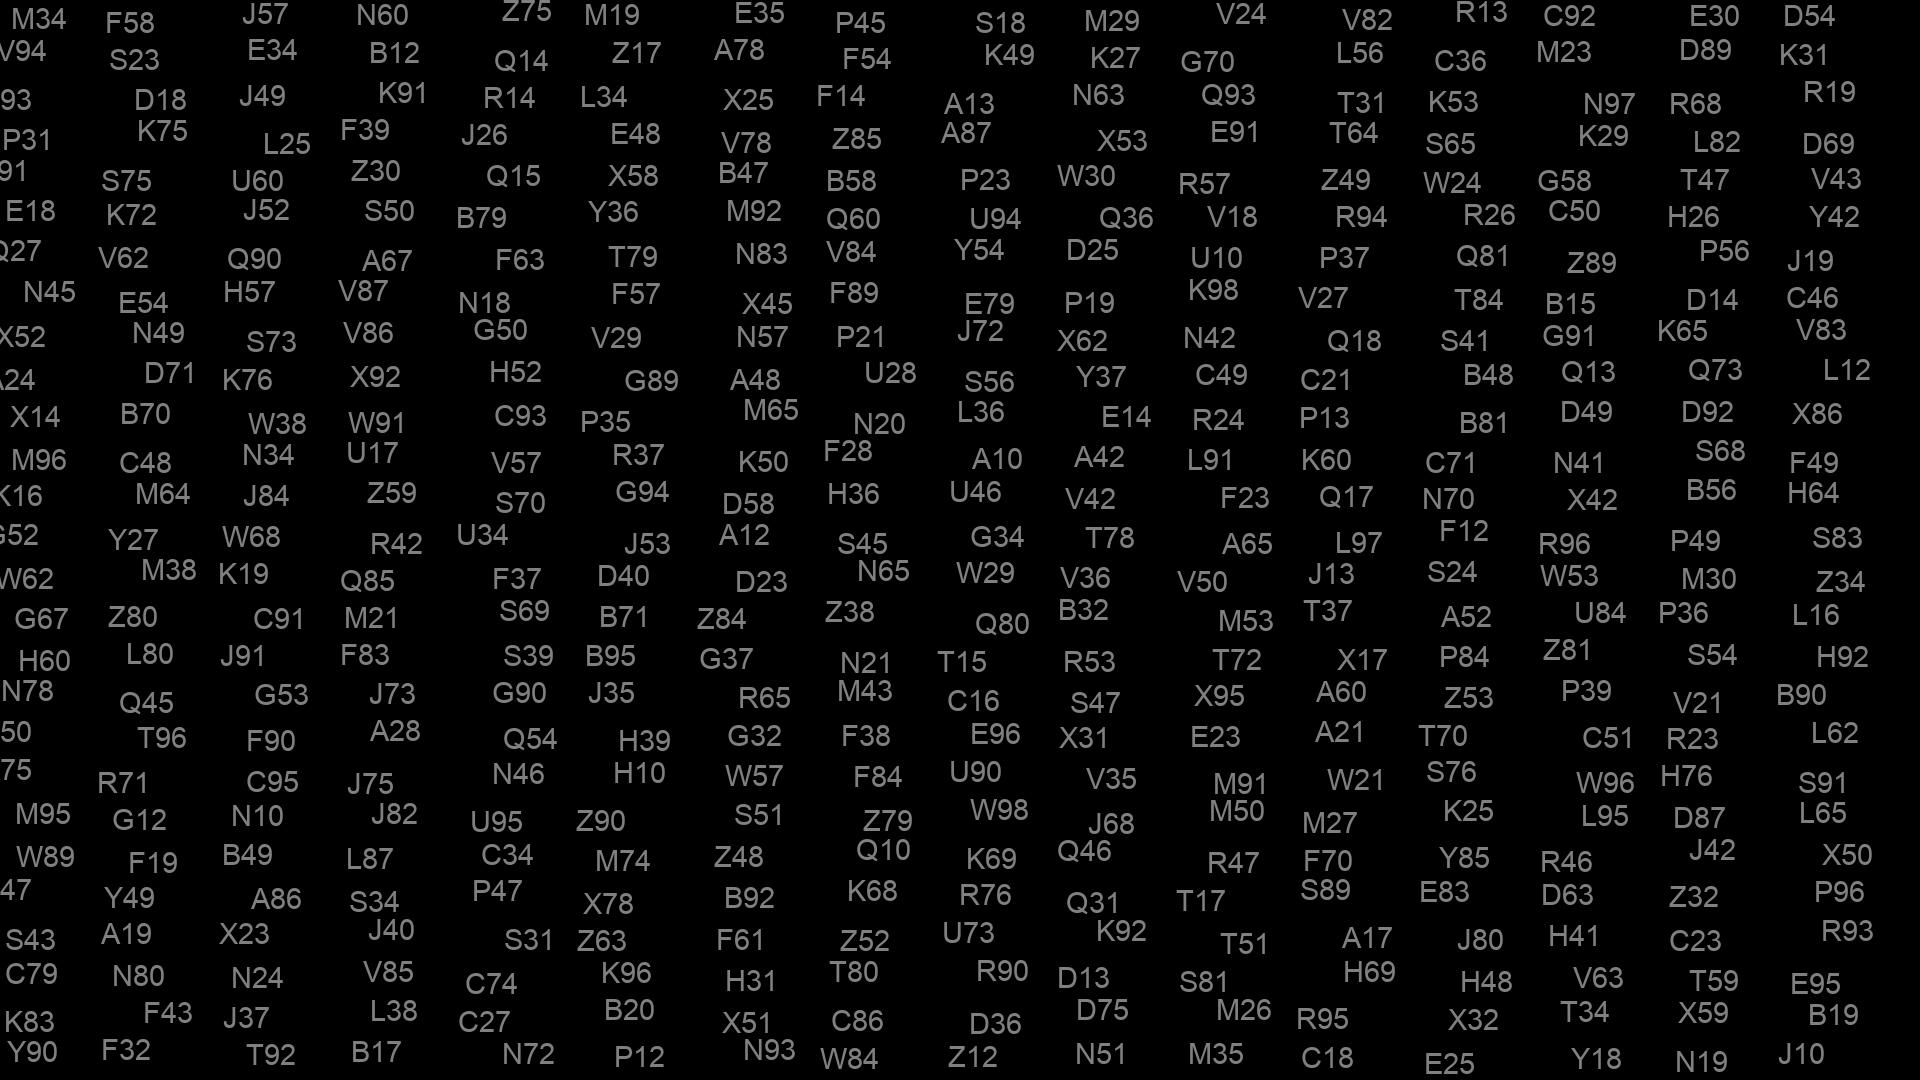 M34 F58 J57 N60 Z75 M19 E35 P45 S18 M29 V24 V82 R13 C92 E30 D54
V94 S23 E34 B12 Q14 Z17 A78 F54 K49 K27 G70 L56 C36 M23 D89 K31
93 D18 J49 K91 R14 L34 X25 F14 A13 N63 Q93 T31 K53 N97 R68 R19
P31 K75 L25 F39 J26 E48 V78 Z85 A87 X53 E91 T64 S65 K29 L82 D69
91 S75 U60 Z30 Q15 X58 B47 B58 P23 W30 R57 Z49 W24 G58 T47 V43
E18 K72 J52 S50 B79 Y36 M92 Q60 U94 Q36 V18 R94 R26 C50 H26 Y42
Q27 V62 Q90 A67 F63 T79 N83 V84 Y54 D25 U10 P37 Q81 Z89 P56 J19
N45 E54 H57 V87 N18 F57 X45 F89 E79 P19 K98 V27 T84 B15 D14 C46
X52 N49 S73 V86 G50 V29 N57 P21 J72 X62 N42 Q18 S41 G91 K65 V83
A24 D71 K76 X92 H52 G89 A48 U28 S56 Y37 C49 C21 B48 Q13 Q73 L12
X14 B70 W38 W91 C93 P35 M65 N20 L36 E14 R24 P13 B81 D49 D92 X86
M96 C48 N34 U17 V57 R37 K50 F28 A10 A42 L91 K60 C71 N41 S68 F49
K16 M64 J84 Z59 S70 G94 D58 H36 U46 V42 F23 Q17 N70 X42 B56 H64
G52 Y27 W68 R42 U34 J53 A12 S45 G34 T78 A65 L97 F12 R96 P49 S83
W62 M38 K19 Q85 F37 D40 D23 N65 W29 V36 V50 J13 S24 W53 M30 Z34
G67 Z80 C91 M21 S69 B71 Z84 Z38 Q80 B32 M53 T37 A52 U84 P36 L16
H60 L80 J91 F83 S39 B95 G37 N21 T15 R53 T72 X17 P84 Z81 S54 H92
N78 Q45 G53 J73 G90 J35 R65 M43 C16 S47 X95 A60 Z53 P39 V21 B90
50 T96 F90 A28 Q54 H39 G32 F38 E96 X31 E23 A21 T70 C51 R23 L62
75 R71 C95 J75 N46 H10 W57 F84 U90 V35 M91 W21 S76 W96 H76 S91
M95 G12 N10 J82 U95 Z90 S51 Z79 W98 J68 M50 M27 K25 L95 D87 L65
W89 F19 B49 L87 C34 M74 Z48 Q10 K69 Q46 R47 F70 Y85 R46 J42 X50
47 Y49 A86 S34 P47 X78 B92 K68 R76 Q31 T17 S89 E83 D63 Z32 P96
S43 A19 X23 J40 S31 Z63 F61 Z52 U73 K92 T51 A17 J80 H41 C23 R93
C79 N80 N24 V85 C74 K96 H31 T80 R90 D13 S81 H69 H48 V63 T59 E95
K83 F43 J37 L38 C27 B20 X51 C86 D36 D75 M26 R95 X32 T34 X59 B19
Y90 F32 T92 B17 N72 P12 N93 W84 Z12 N51 M35 C18 E25 Y18 N19 J10